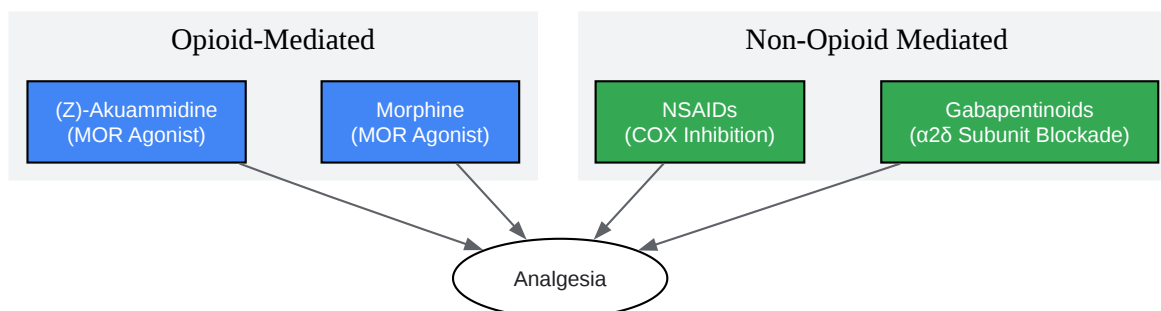 Opioid-Mediated
Non-Opioid Mediated
(Z)-Akuammidine
(MOR Agonist)
Morphine
(MOR Agonist)
NSAIDs
(COX Inhibition)
Gabapentinoids
(α2δ Subunit Blockade)
Analgesia